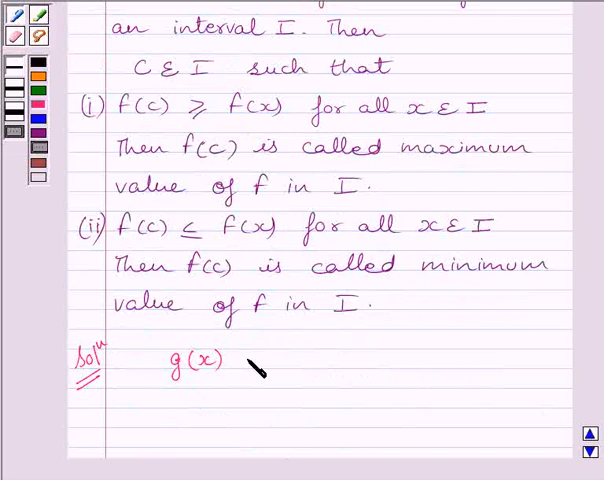 an interval I. Then
C ε I such that
(i) f(c) ≥ f(x) for all x ε I
Then f(c) is called maximum
value of f in I.
(ii) f(c) ≤ f(x) for all x ε I
Then f(c) is called minimum
value of f in I.
Solⁿ g(x)